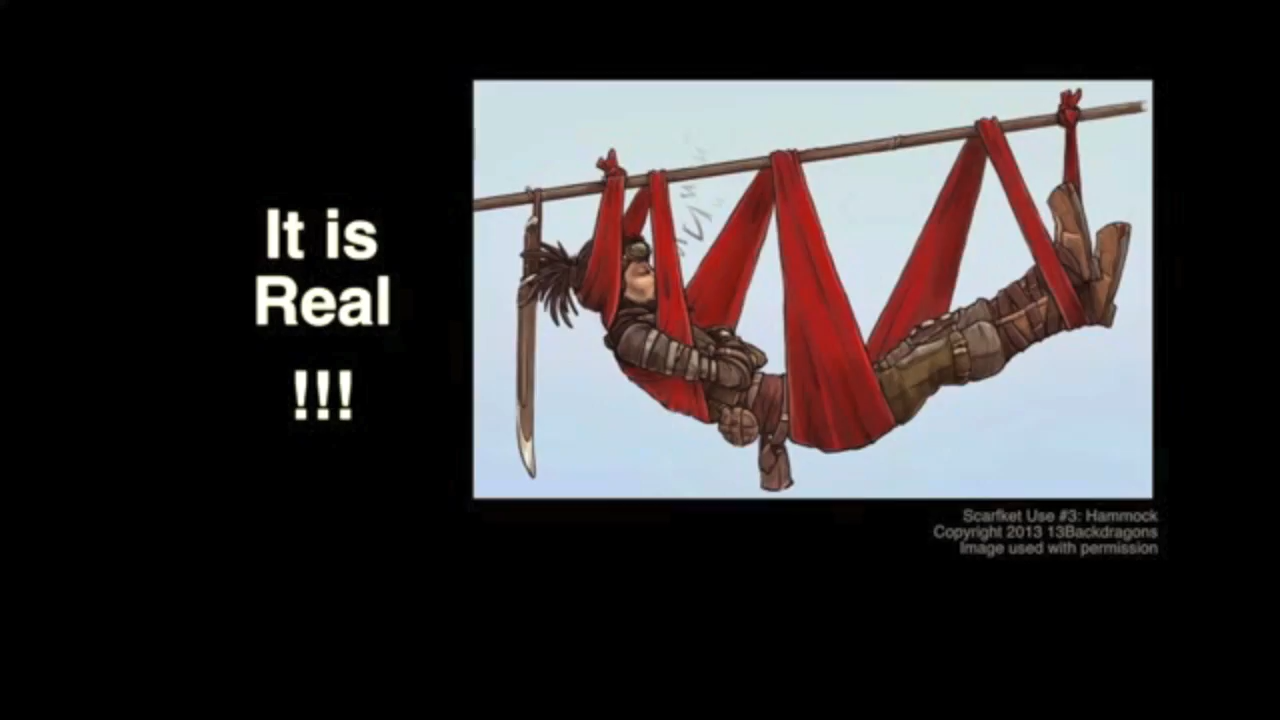 It is
Real
!!!
Scarfket Use #3: Hammock
Copyright 2013 13Backdragons
Image used with permission